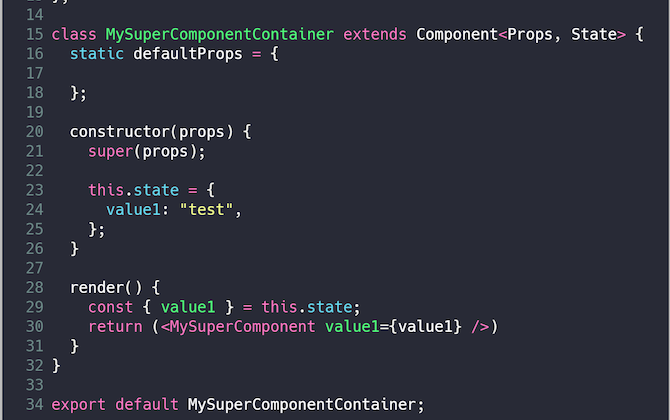 13 };
14
15 class MySuperComponentContainer extends Component<Props, State> {
16   static defaultProps = {
17
18   };
19
20   constructor(props) {
21     super(props);
22
23     this.state = {
24       value1: "test",
25     };
26   }
27
28   render() {
29     const { value1 } = this.state;
30     return (<MySuperComponent value1={value1} />)
31   }
32 }
33
34 export default MySuperComponentContainer;